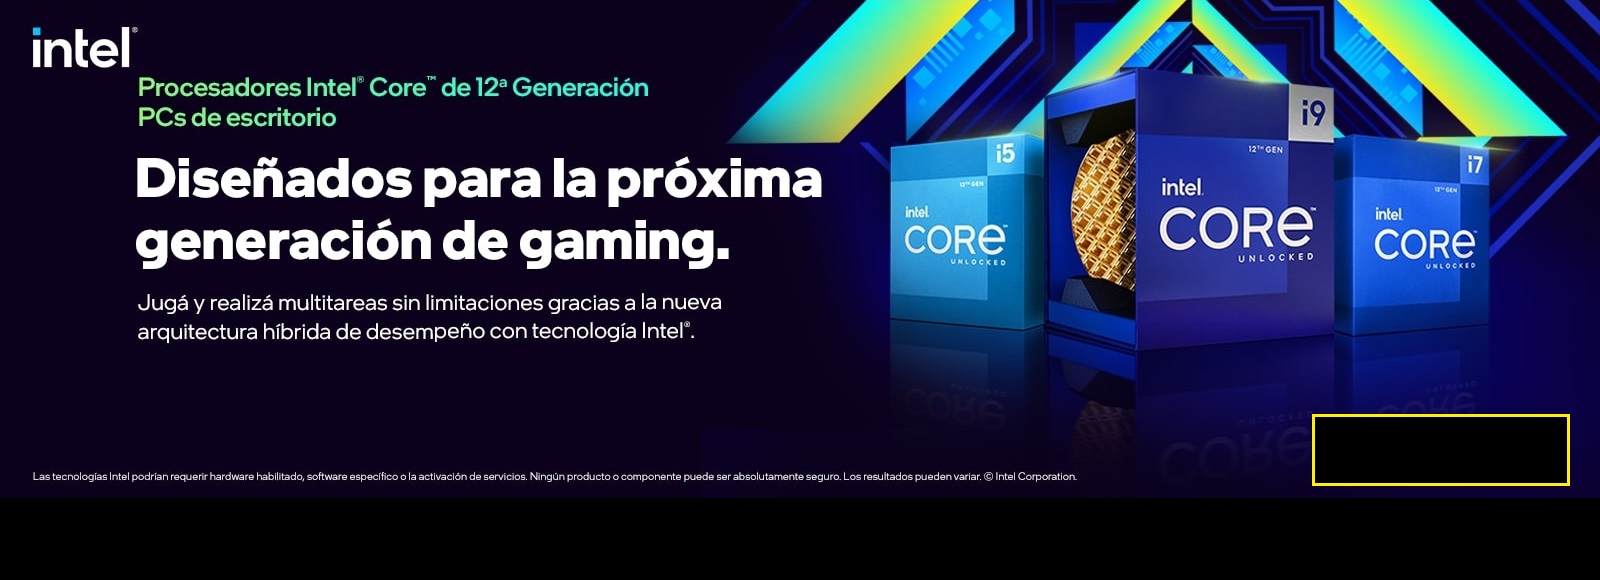 intel®
Procesadores Intel® Core™ de 12ª Generación
PCs de escritorio
Diseñados para la próxima
generación de gaming.
Jugá y realizá multitareas sin limitaciones gracias a la nueva
arquitectura híbrida de desempeño con tecnología Intel®.
i5
12TH GEN
intel.
CORE
UNLOCKED
i9
12TH GEN
intel.
CORE™
UNLOCKED
i7
12TH GEN
intel.
CORE
UNLOCKED
Las tecnologías Intel podrían requerir hardware habilitado, software específico o la activación de servicios. Ningún producto o componente puede ser absolutamente seguro. Los resultados pueden variar. © Intel Corporation.